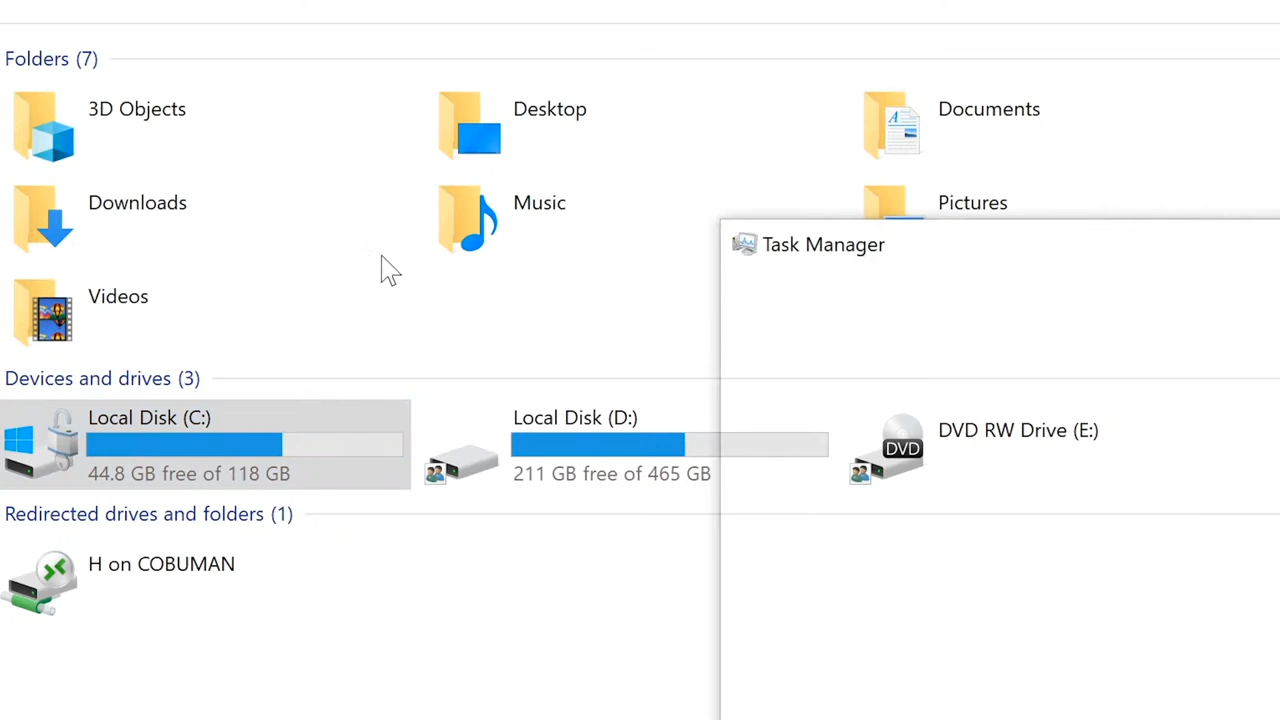 Folders (7)
3D Objects
Desktop
Documents
Downloads
Music
Pictures
Task Manager
Videos
Devices and drives (3)
Local Disk (C:)
44.8 GB free of 118 GB
Local Disk (D:)
211 GB free of 465 GB
DVD RW Drive (E:)
DVD
Redirected drives and folders (1)
H on COBUMAN